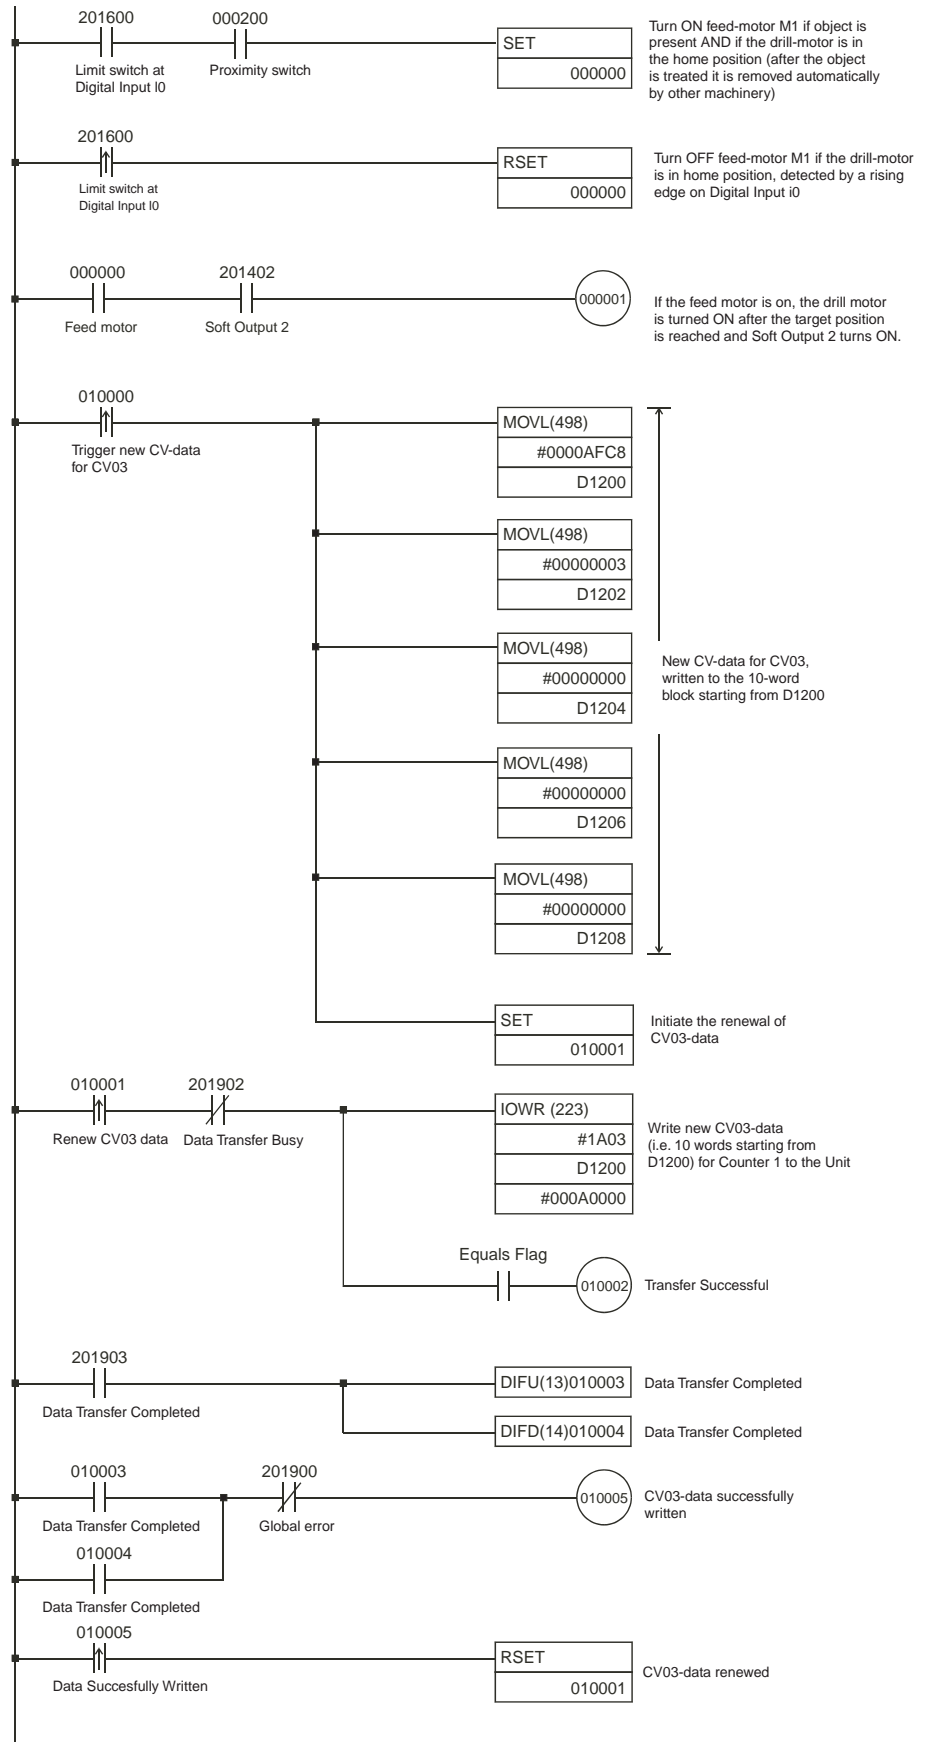 201600
000200
SET
000000
Limit switch at
Digital Input I0
Proximity switch
Turn ON feed-motor M1 if object is
present AND if the drill-motor is in
the home position (after the object
is treated it is removed automatically
by other machinery)
201600
RSET
000000
Limit switch at
Digital Input I0
Turn OFF feed-motor M1 if the drill-motor
is in home position, detected by a rising
edge on Digital Input i0
000000
201402
000001
Feed motor
Soft Output 2
If the feed motor is on, the drill motor
is turned ON after the target position
is reached and Soft Output 2 turns ON.
010000
Trigger new CV-data
for CV03
MOVL(498)
#0000AFC8
D1200
MOVL(498)
#00000003
D1202
MOVL(498)
#00000000
D1204
New CV-data for CV03,
written to the 10-word
block starting from D1200
MOVL(498)
#00000000
D1206
MOVL(498)
#00000000
D1208
SET
010001
Initiate the renewal of
CV03-data
010001
201902
Renew CV03 data
Data Transfer Busy
IOWR (223)
#1A03
D1200
#000A0000
Write new CV03-data
(i.e. 10 words starting from
D1200) for Counter 1 to the Unit
Equals Flag
010002
Transfer Successful
201903
Data Transfer Completed
DIFU(13)010003
Data Transfer Completed
DIFD(14)010004
Data Transfer Completed
010003
201900
010005
Data Transfer Completed
Global error
CV03-data successfully
written
010004
Data Transfer Completed
010005
Data Succesfully Written
RSET
010001
CV03-data renewed